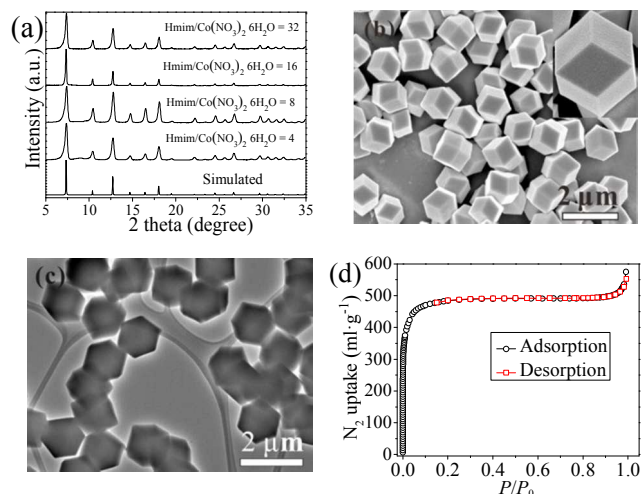 (a)
Hmim/Co(NO3)2 6H2O = 32
Hmim/Co(NO3)2 6H2O = 16
Hmim/Co(NO3)2 6H2O = 8
Hmim/Co(NO3)2 6H2O = 4
Simulated
Intensity (a.u.)
5 10 15 20 25 30 35
2 theta (degree)
(b)
2 μm
(c)
2 μm
(d)
600
500
400
300
200
100
0
N2 uptake (ml·g-1)
Adsorption
Desorption
0.0 0.2 0.4 0.6 0.8 1.0
P/P0